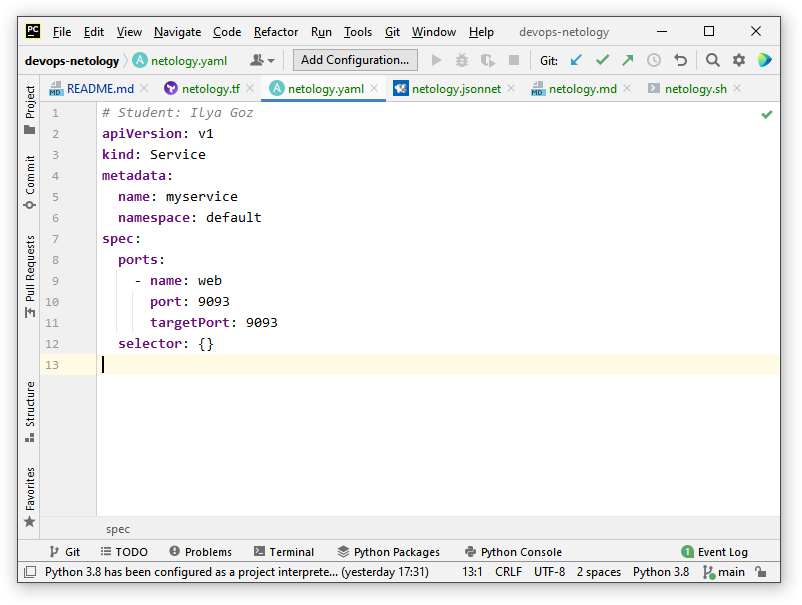 PC File Edit View Navigate Code Refactor Run Tools Git Window Help devops-netology
devops-netology A netology.yaml Add Configuration... Git:
MD README.md netology.tf A netology.yaml netology.jsonnet MD netology.md netology.sh
Project
Commit
Pull Requests
Structure
Favorites
1 # Student: Ilya Goz
2 apiVersion: v1
3 kind: Service
4 metadata:
5   name: myservice
6   namespace: default
7 spec:
8   ports:
9     - name: web
10       port: 9093
11       targetPort: 9093
12   selector: {}
13
spec
Git TODO Problems Terminal Python Packages Python Console 1 Event Log
Python 3.8 has been configured as a project interprete... (yesterday 17:31) 13:1 CRLF UTF-8 2 spaces Python 3.8 main